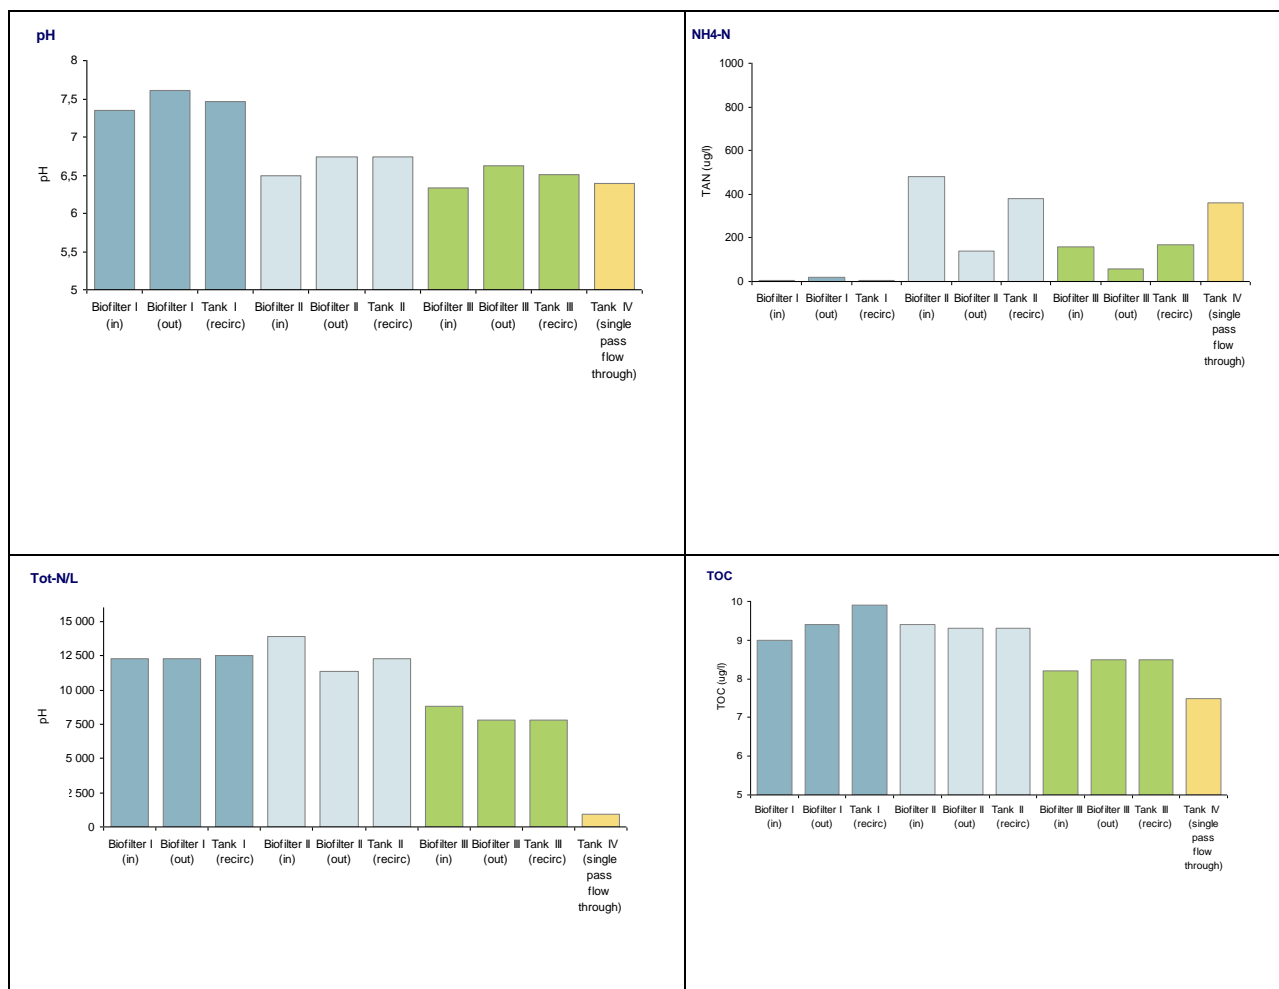 pH
8
7,5
7
6,5
6
5,5
5
pH
Biofilter I Biofilter I Tank I Biofilter II Biofilter II Tank II Biofilter III Biofilter III Tank III Tank IV
(in) (out) (recirc) (in) (out) (recirc) (in) (out) (recirc) (single
pass
flow
through)
NH4-N
1000
800
600
400
200
0
TAN (ug/l)
Biofilter I Biofilter I Tank I Biofilter II Biofilter II Tank II Biofilter III Biofilter III Tank III Tank IV
(in) (out) (recirc) (in) (out) (recirc) (in) (out) (recirc) (single
pass
flow
through)
Tot-N/L
15 000
12 500
10 000
7 500
5 000
2 500
0
pH
Biofilter I Biofilter I Tank I Biofilter II Biofilter II Tank II Biofilter III Biofilter III Tank III Tank IV
(in) (out) (recirc) (in) (out) (recirc) (in) (out) (recirc) (single
pass
flow
through)
TOC
10
9
8
7
6
5
TOC (ug/l)
Biofilter I Biofilter I Tank I Biofilter II Biofilter II Tank II Biofilter III Biofilter III Tank III Tank IV
(in) (out) (recirc) (in) (out) (recirc) (in) (out) (recirc) (single
pass
flow
through)